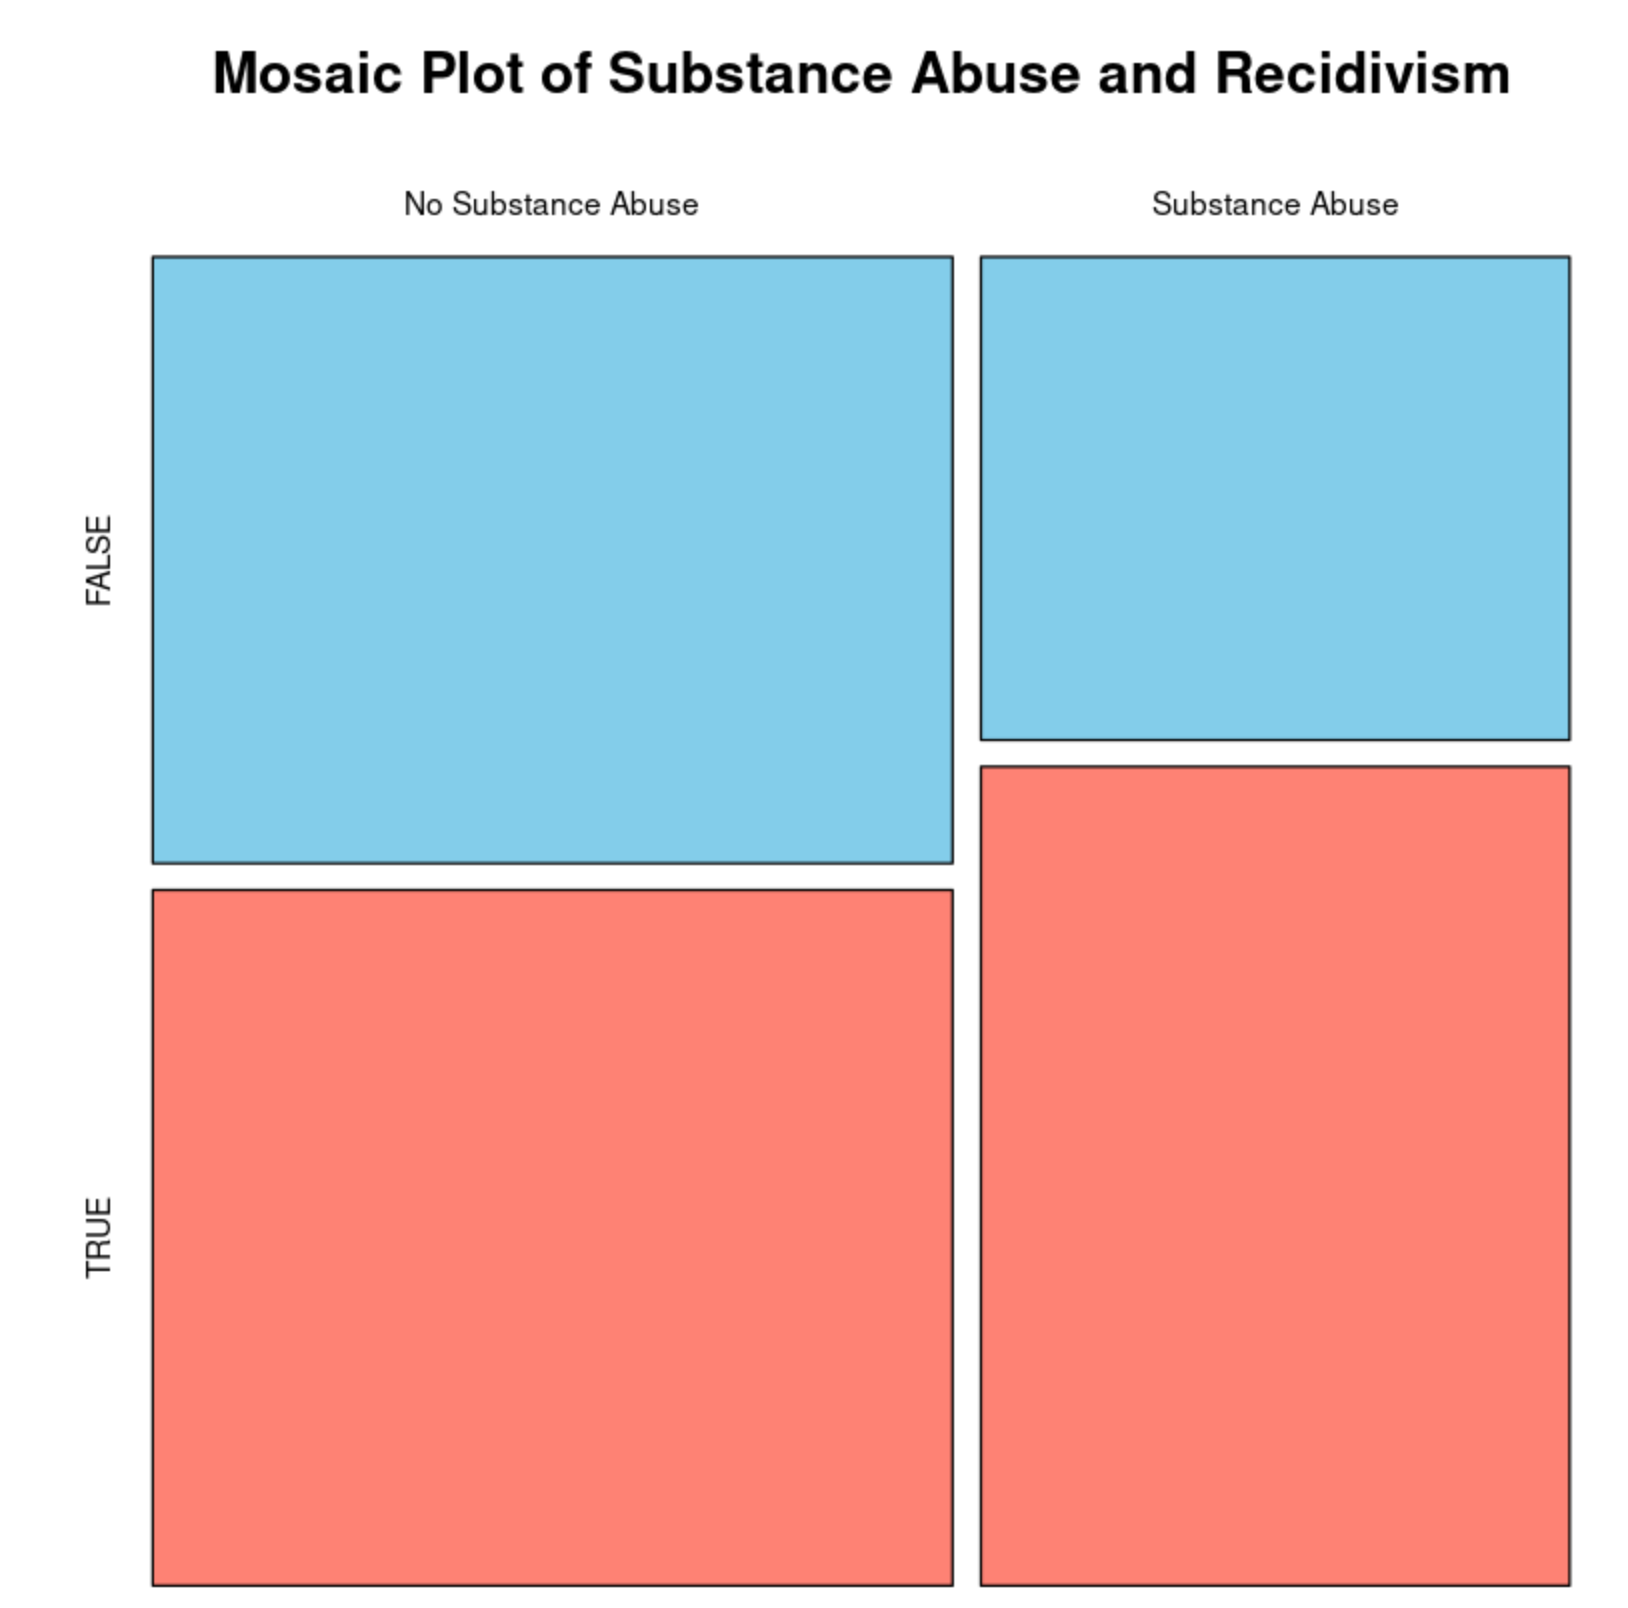 Mosaic Plot of Substance Abuse and Recidivism
No Substance Abuse
Substance Abuse
FALSE
TRUE